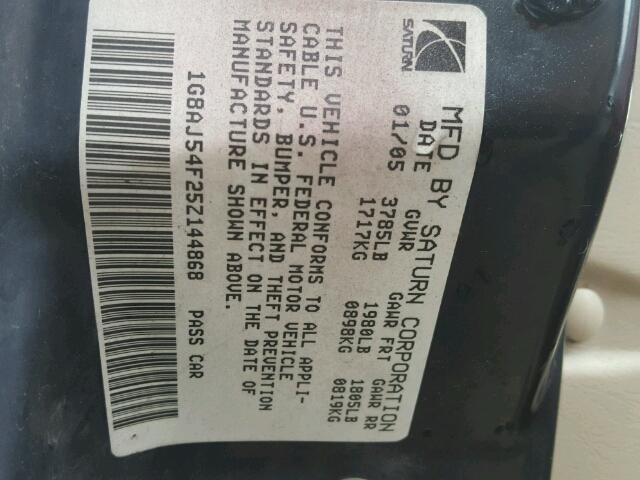 SATURN
MFD BY SATURN CORPORATION
DATE GVWR GAWR FRT GAWR RR
01/05 3785LB 1980LB 1805LB
1717KG 0898KG 0819KG
THIS VEHICLE CONFORMS TO ALL APPLI-
CABLE U.S. FEDERAL MOTOR VEHICLE
SAFETY, BUMPER, AND THEFT PREVENTION
STANDARDS IN EFFECT ON THE DATE OF
MANUFACTURE SHOWN ABOVE.
1G8AJ54F25Z144868 PASS CAR